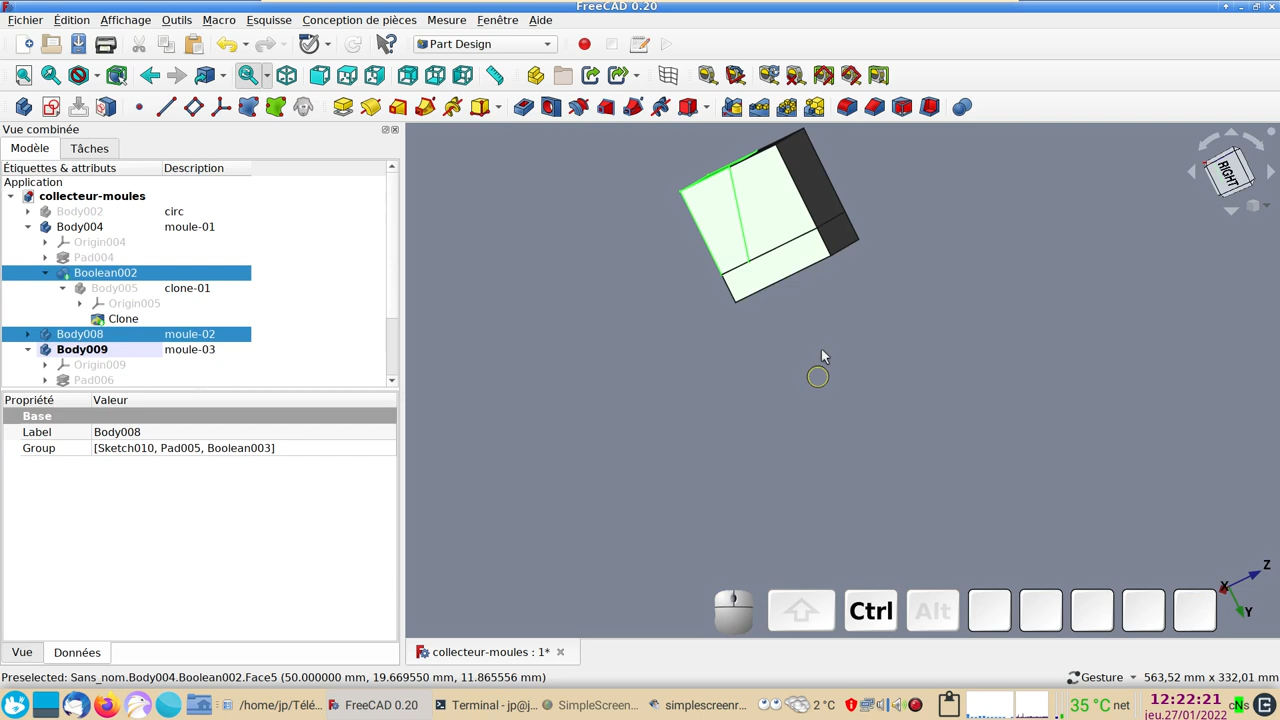 FreeCAD 0.20
Fichier Édition Affichage Outils Macro Esquisse Conception de pièces Mesure Fenêtre Aide
Part Design
Vue combinée
Modèle Tâches
Étiquettes & attributs Description
Application
collecteur-moules
Body002 circ
Body004 moule-01
Origin004
Pad004
Boolean002
Body005 clone-01
Origin005
Clone
Body008 moule-02
Body009 moule-03
Origin009
Pad006
Propriété Valeur
Base
Label Body008
Group [Sketch010, Pad005, Boolean003]
Vue Données
RIGHT
Z
X
Y
Ctrl Alt
collecteur-moules : 1*
Preselected: Sans_nom.Body004.Boolean002.Face5 (50.000000 mm, 19.669550 mm, 11.865556 mm)
Gesture 563,52 mm x 332,01 mm
/home/jp/Télé... FreeCAD 0.20 Terminal - jp@j... SimpleScreen... simplescreenr... 2 °C 35 °C net 12:22:21
jeu.27/01/2022